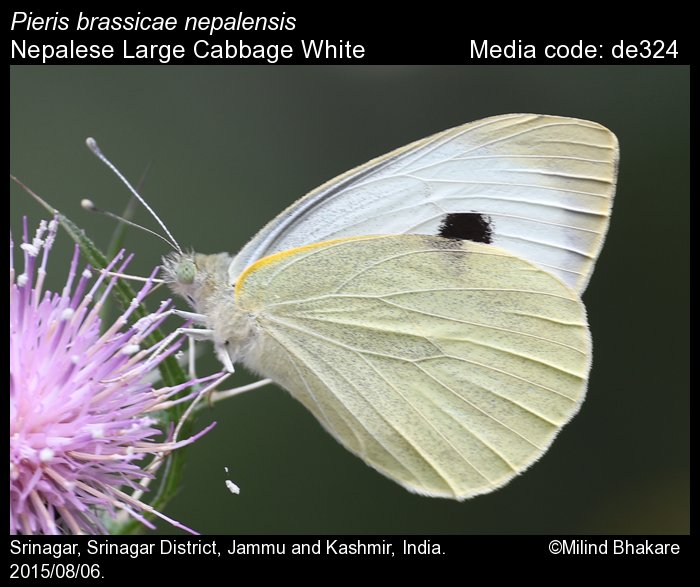 Pieris brassicae nepalensis
Nepalese Large Cabbage White Media code: de324
Srinagar, Srinagar District, Jammu and Kashmir, India. ©Milind Bhakare
2015/08/06.